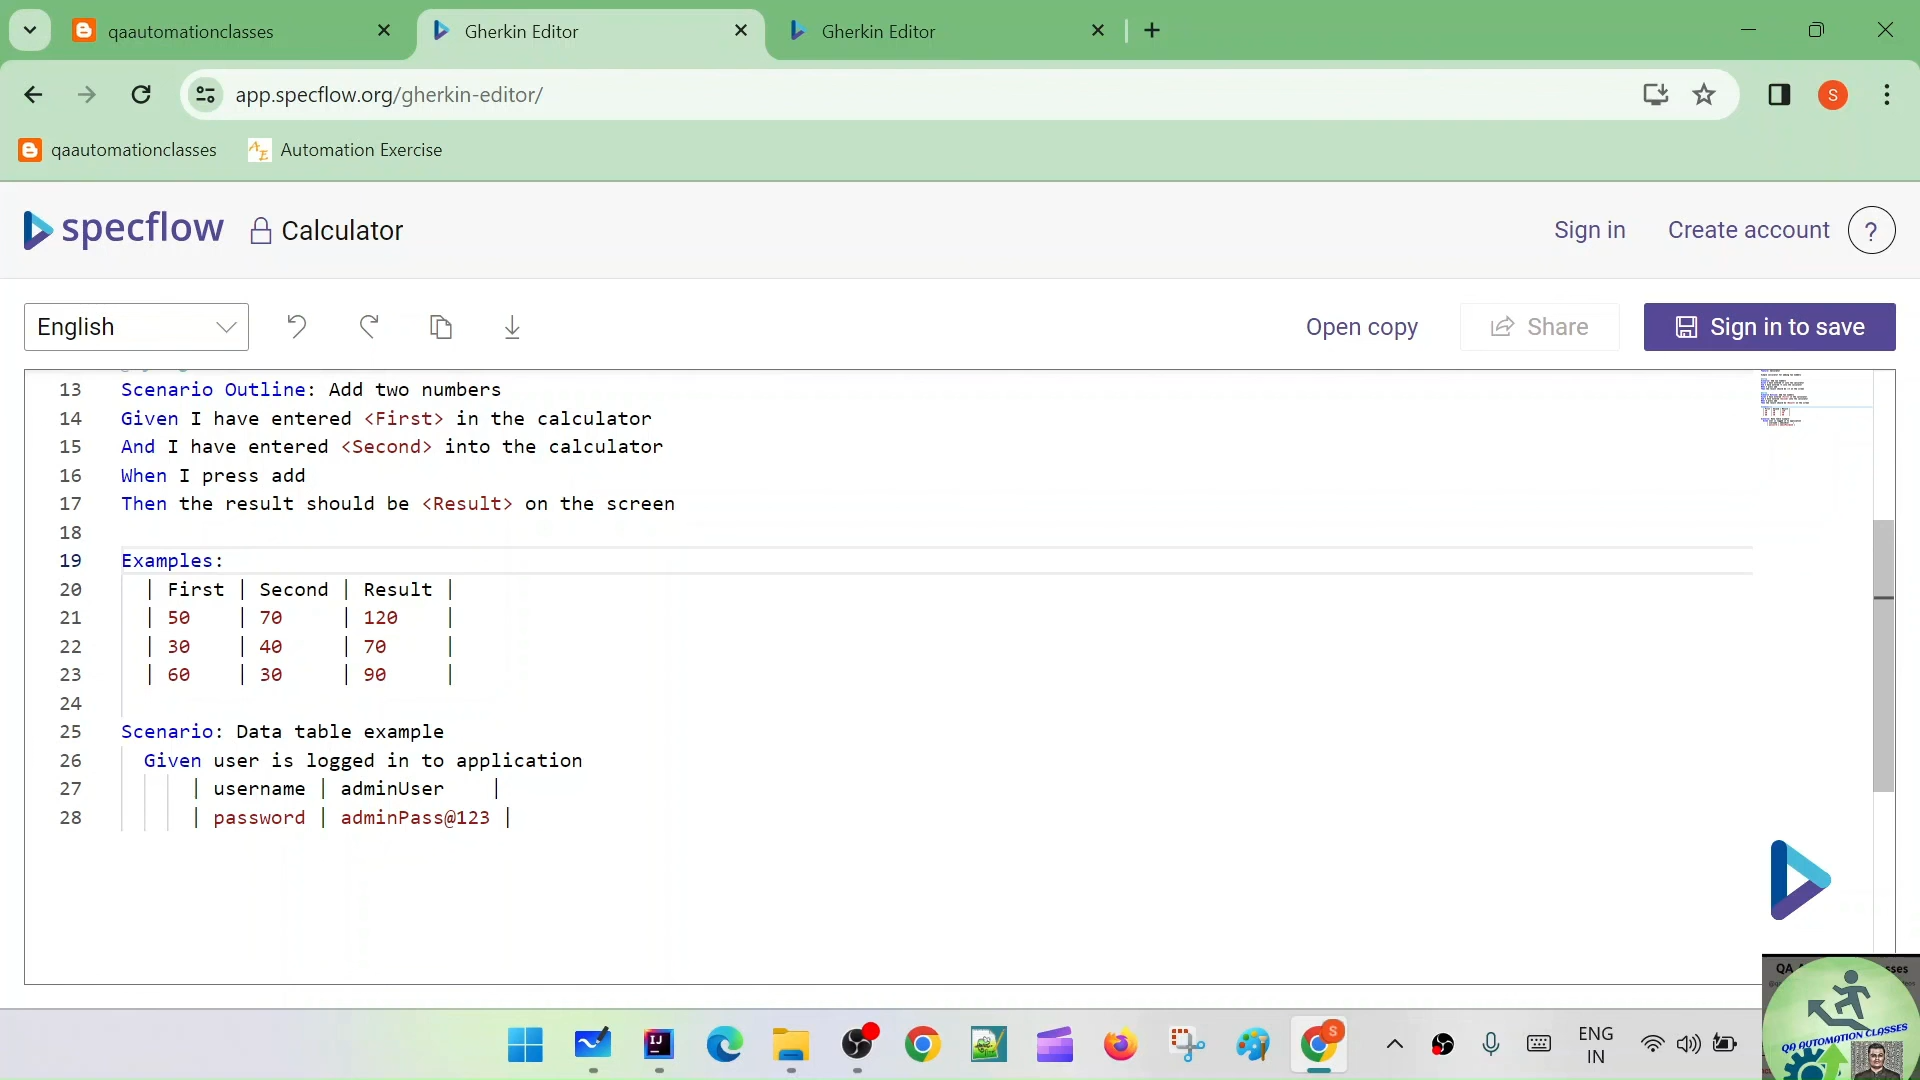 qaautomationclasses
Gherkin Editor
Gherkin Editor
app.specflow.org/gherkin-editor/
S
qaautomationclasses
Automation Exercise
specflow
Calculator
Sign in
Create account
?
English
Open copy
Share
Sign in to save
13 Scenario Outline: Add two numbers
14 Given I have entered <First> in the calculator
15 And I have entered <Second> into the calculator
16 When I press add
17 Then the result should be <Result> on the screen
18
19 Examples:
20 | First | Second | Result |
21 | 50 | 70 | 120 |
22 | 30 | 40 | 70 |
23 | 60 | 30 | 90 |
24
25 Scenario: Data table example
26 Given user is logged in to application
27 | username | adminUser |
28 | password | adminPass@123 |
QA AUTOMATION CLASSES
IJ
S
ENG
IN